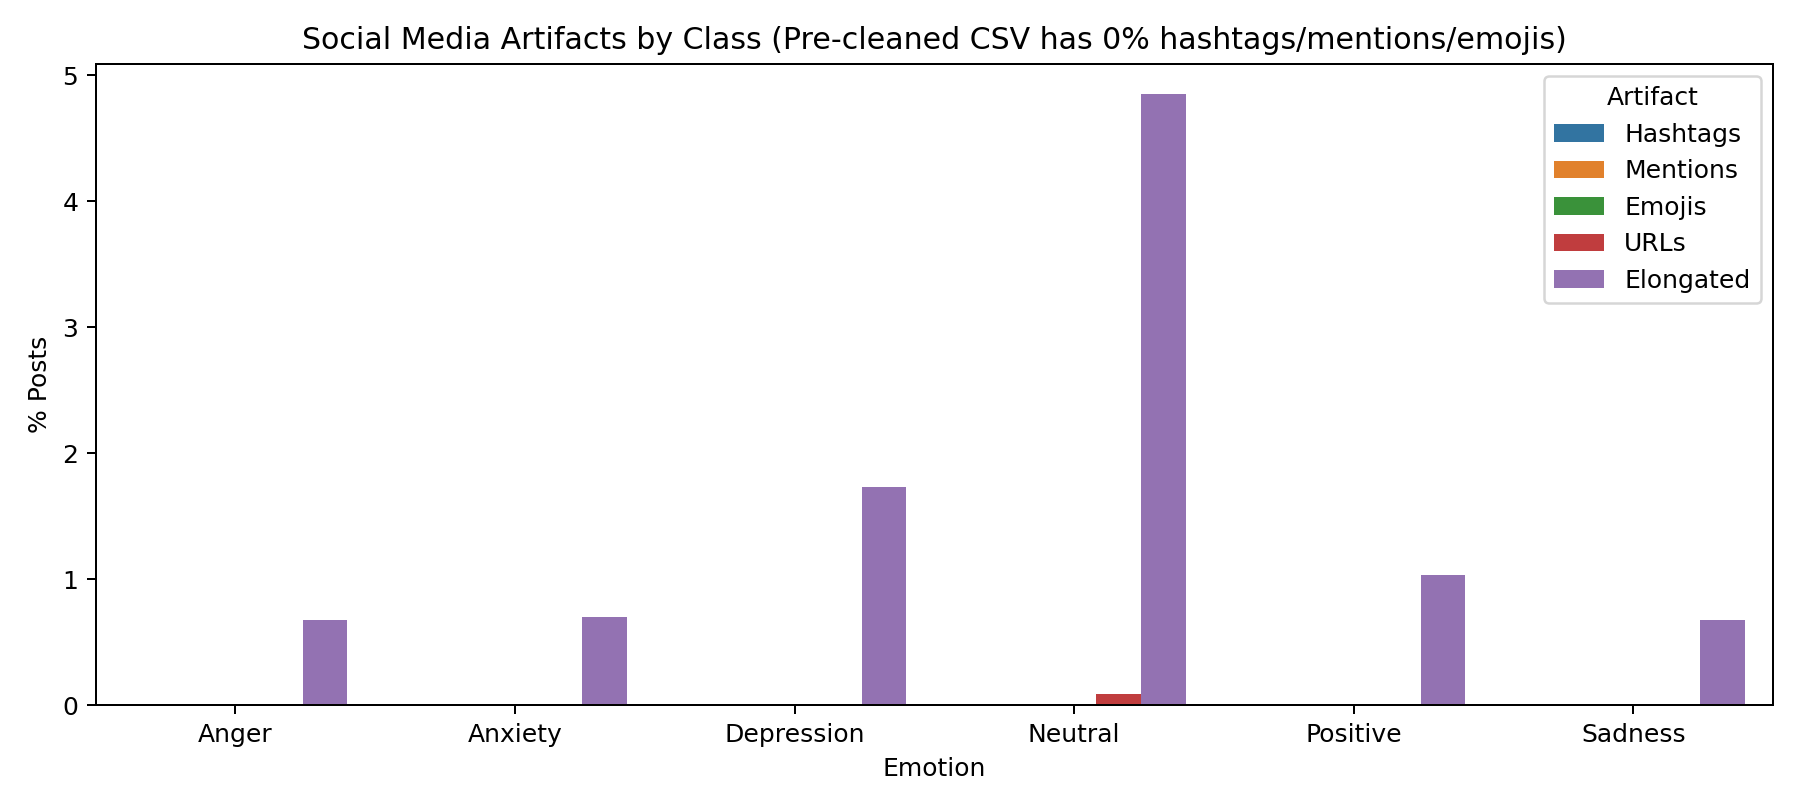 Social Media Artifacts by Class (Pre-cleaned CSV has 0% hashtags/mentions/emojis)
5
4
3
2
1
0
% Posts
Artifact
Hashtags
Mentions
Emojis
URLs
Elongated
Anger
Anxiety
Depression
Neutral
Positive
Sadness
Emotion